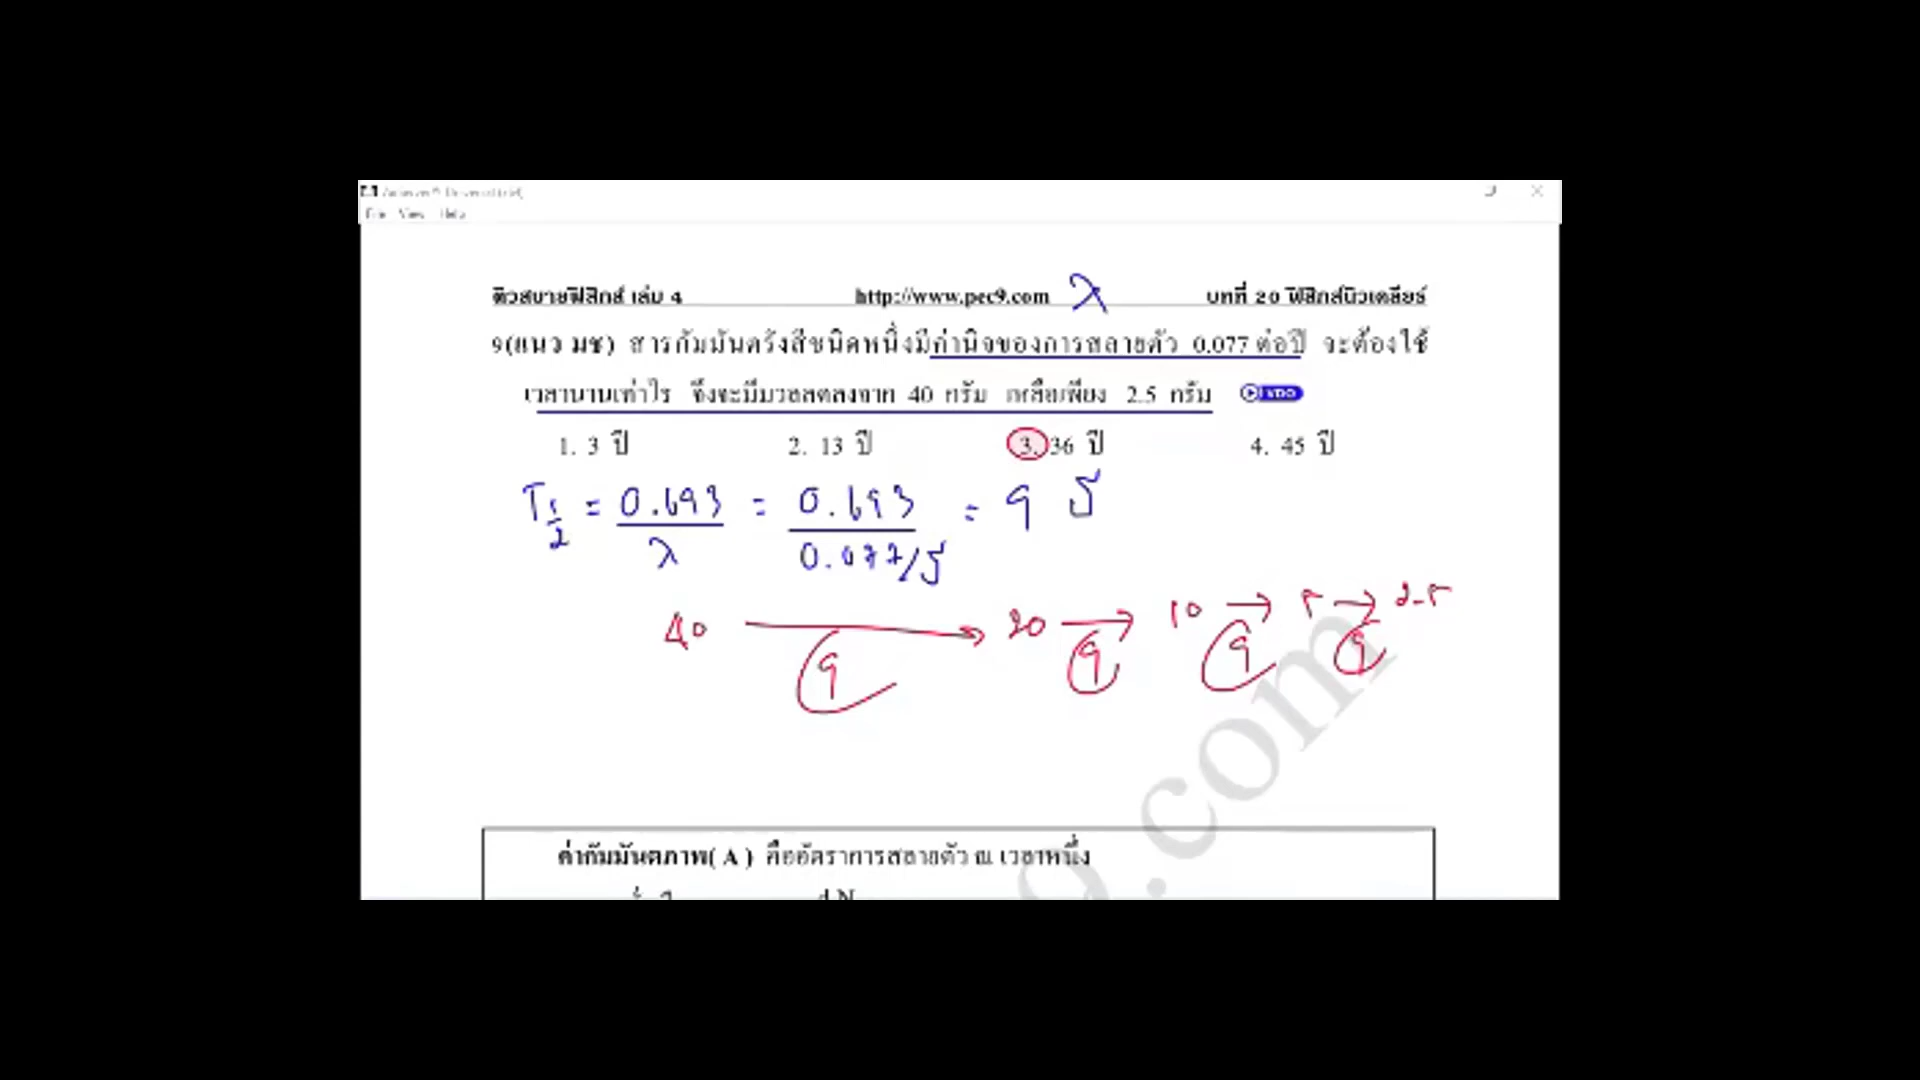 File View Help
ติวสบายฟิสิกส์ เล่ม 4 http://www.pec9.com λ บทที่ 20 ฟิสิกส์นิวเคลียร์
9(แนว มช) สารกัมมันตรังสีชนิดหนึ่งมีค่านิจของการสลายตัว 0.077 ต่อปี จะต้องใช้
เวลานานเท่าไร จึงจะมีมวลลดลงจาก 40 กรัม เหลือเพียง 2.5 กรัม VDO
1. 3 ปี 2. 13 ปี 3. 36 ปี 4. 45 ปี
T1/2 = 0.693/λ = 0.693/0.077/ปี = 9 ปี
40 → 20 → 10 → 5 → 2.5
9 9 9 9
ค่ากัมมันตภาพ( A ) คืออัตราการสลายตัว ณ เวลาหนึ่ง
d N
9.com